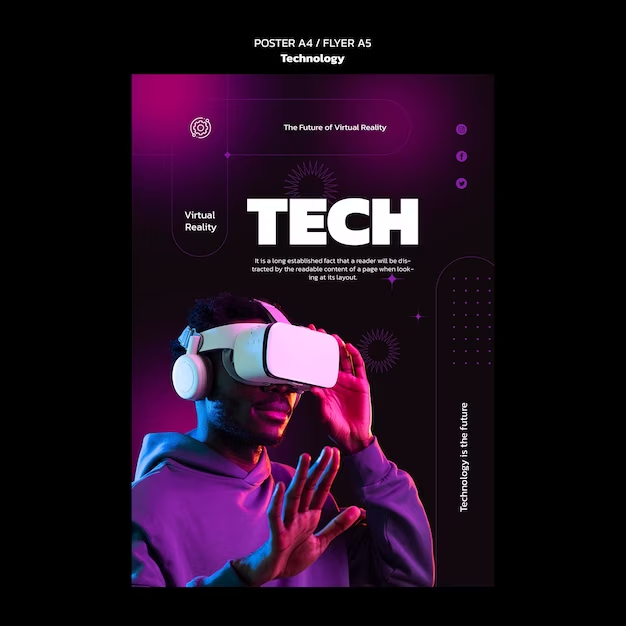 POSTER A4 / FLYER A5
Technology
The Future of Virtual Reality
Virtual
Reality
TECH
It is a long established fact that a reader will be dis-
tracted by the readable content of a page when look-
ing at its layout.
Technology is the future